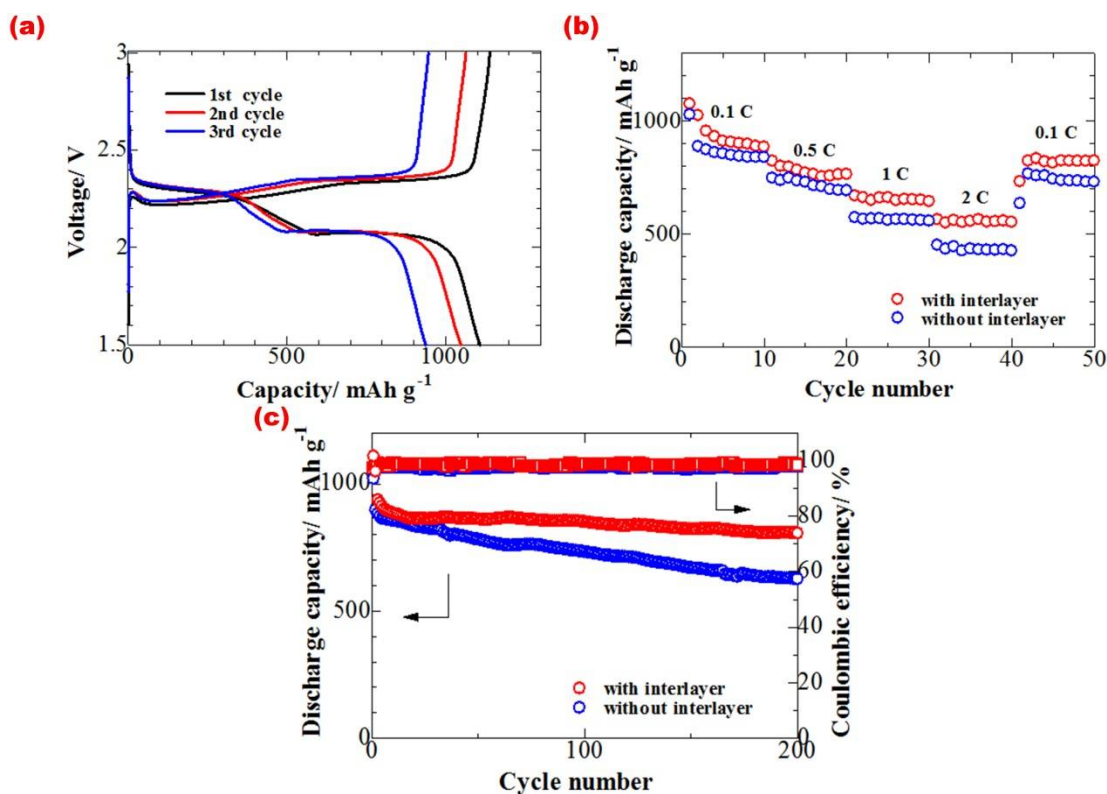 (a)
3
2.5
2
1.5
Voltage/ V
1st cycle
2nd cycle
3rd cycle
0
500
1000
Capacity/ mAh g-1
(b)
Discharge capacity/ mAh g-1
1000
500
0
0.1 C
0.5 C
1 C
2 C
0.1 C
with interlayer
without interlayer
0
10
20
30
40
50
Cycle number
(c)
Discharge capacity/ mAh g-1
1000
500
0
100
80
60
40
20
0
Coulombic efficiency/ %
with interlayer
without interlayer
0
100
200
Cycle number